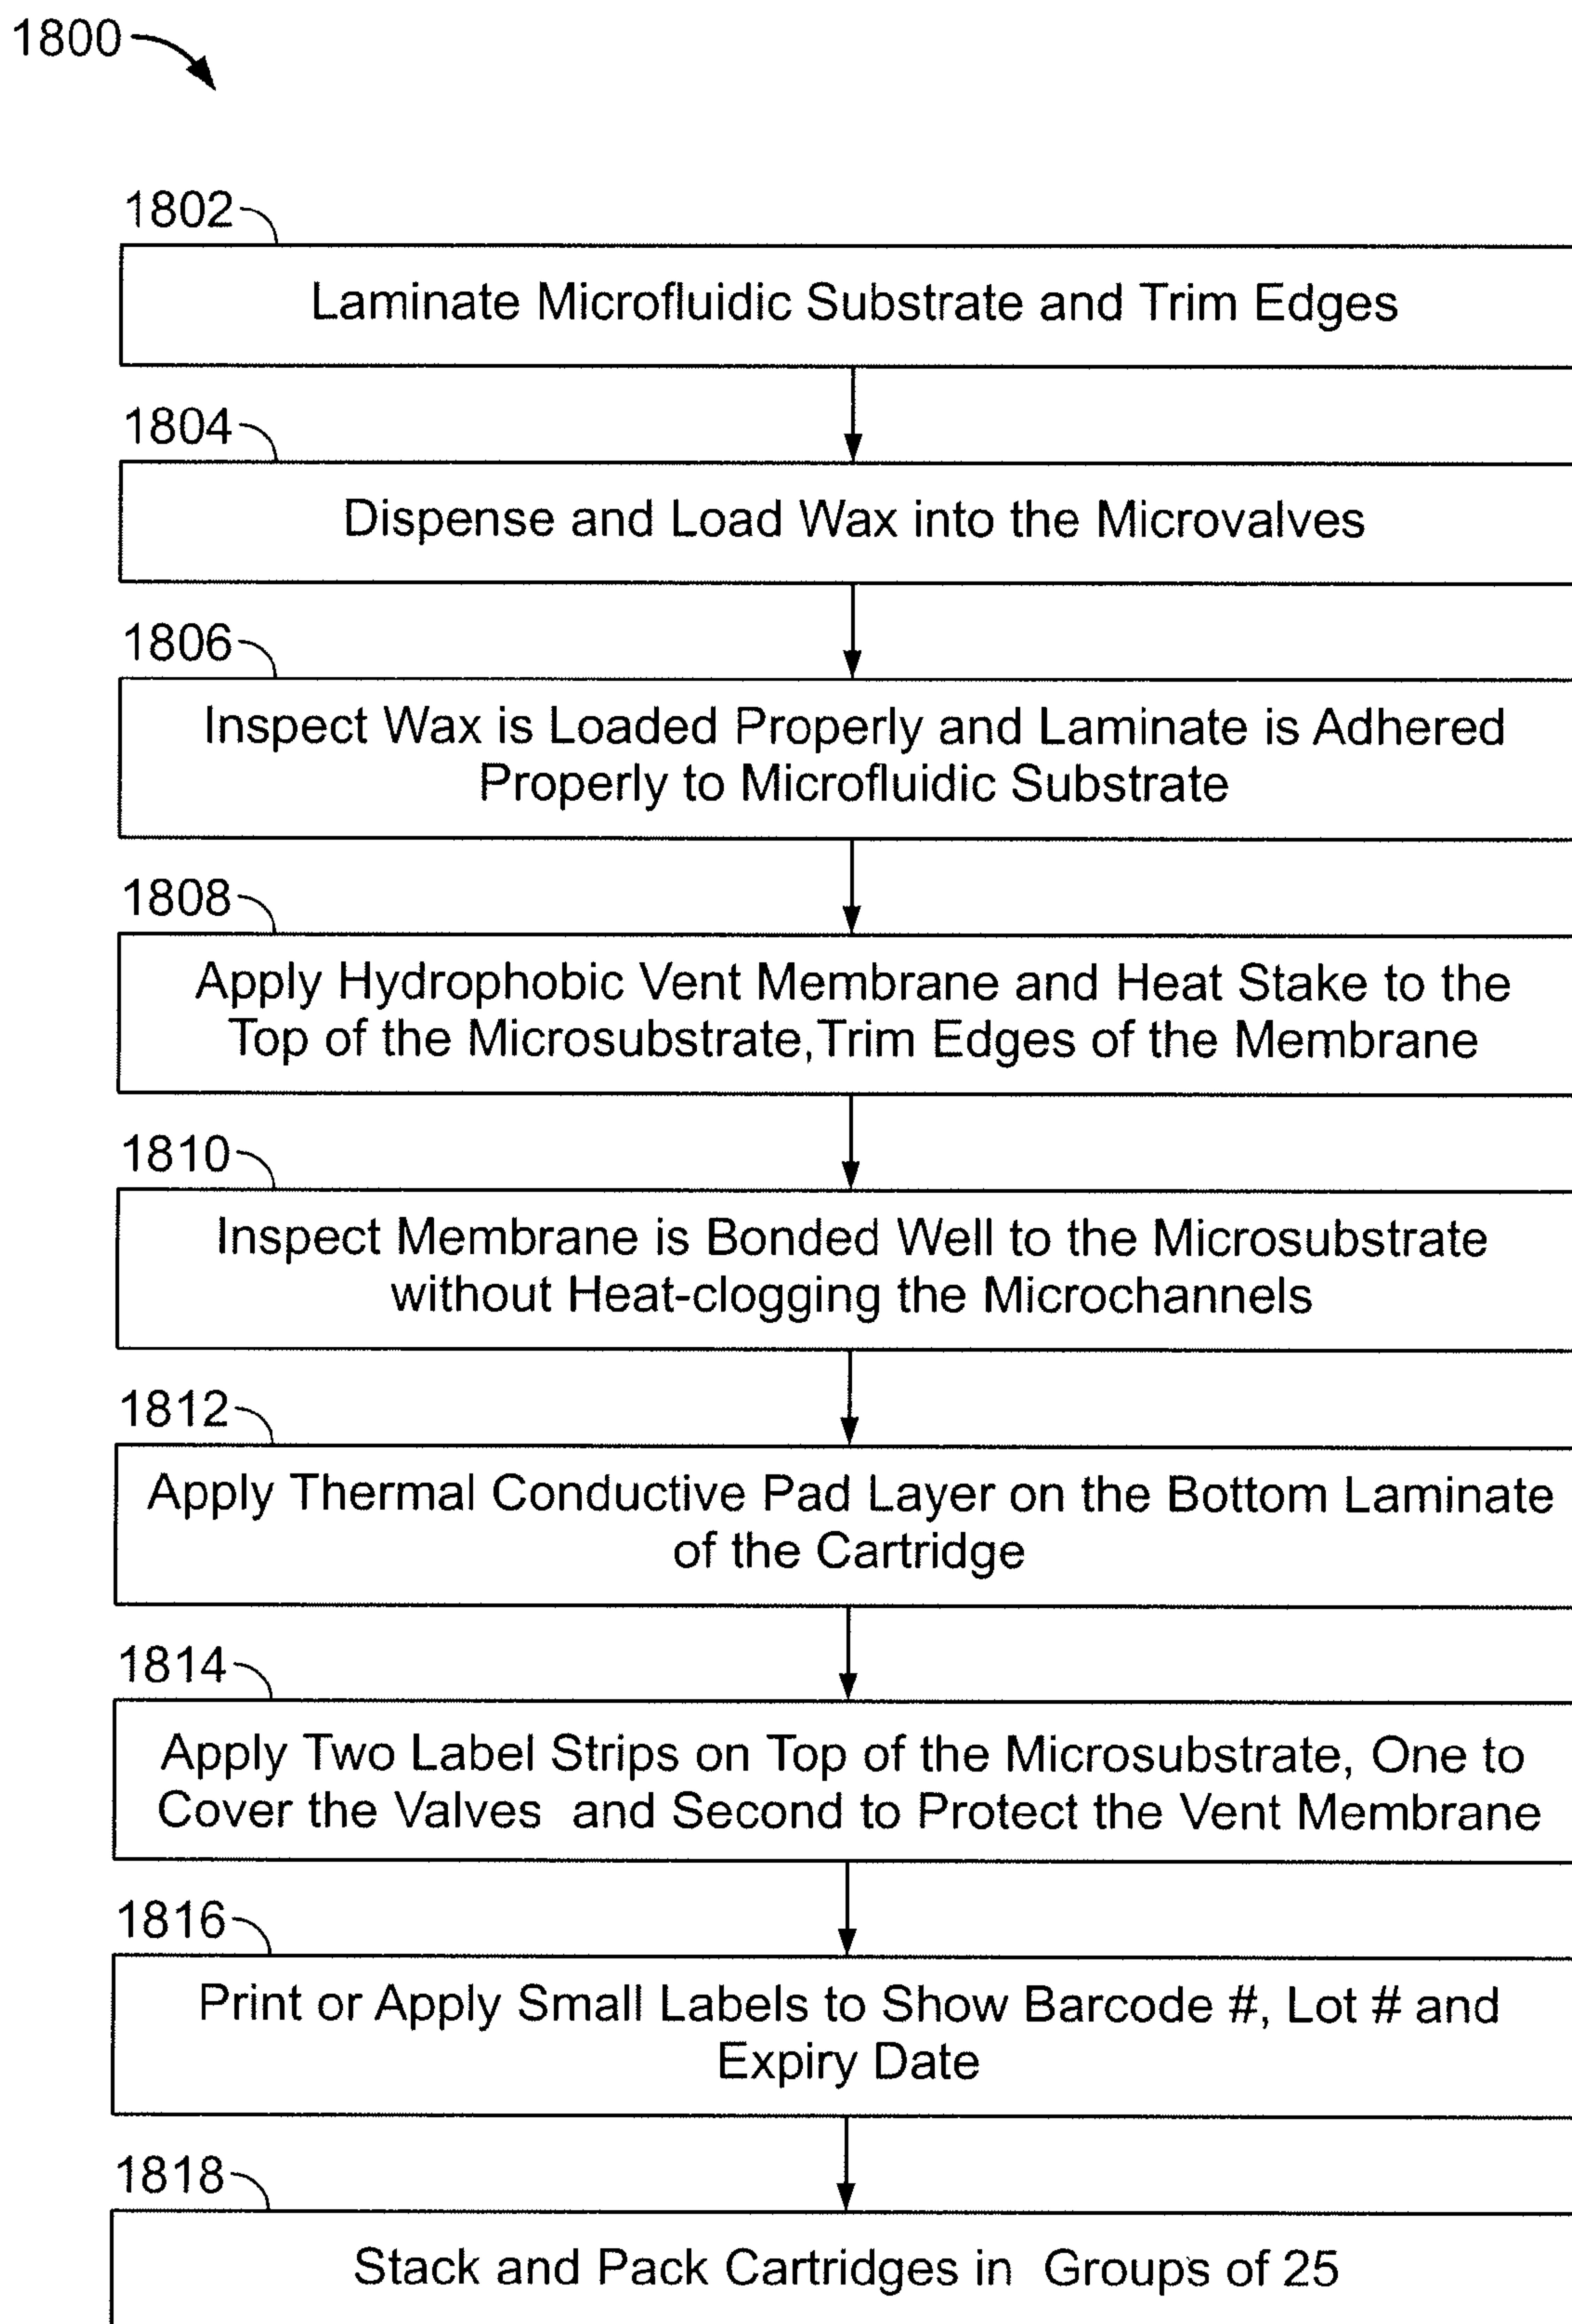 1800
1802
Laminate Microfluidic Substrate and Trim Edges
1804
Dispense and Load Wax into the Microvalves
1806
Inspect Wax is Loaded Properly and Laminate is Adhered
Properly to Microfluidic Substrate
1808
Apply Hydrophobic Vent Membrane and Heat Stake to the
Top of the Microsubstrate,Trim Edges of the Membrane
1810
Inspect Membrane is Bonded Well to the Microsubstrate
without Heat-clogging the Microchannels
1812
Apply Thermal Conductive Pad Layer on the Bottom Laminate
of the Cartridge
1814
Apply Two Label Strips on Top of the Microsubstrate, One to
Cover the Valves and Second to Protect the Vent Membrane
1816
Print or Apply Small Labels to Show Barcode #, Lot # and
Expiry Date
1818
Stack and Pack Cartridges in Groups of 25